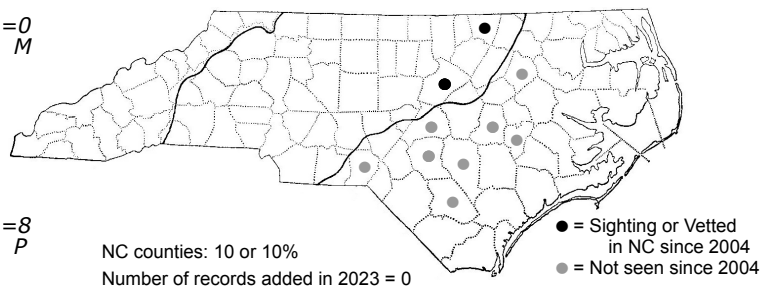 =0
M
=8
P
NC counties: 10 or 10%
Number of records added in 2023 = 0
● = Sighting or Vetted
in NC since 2004
● = Not seen since 2004